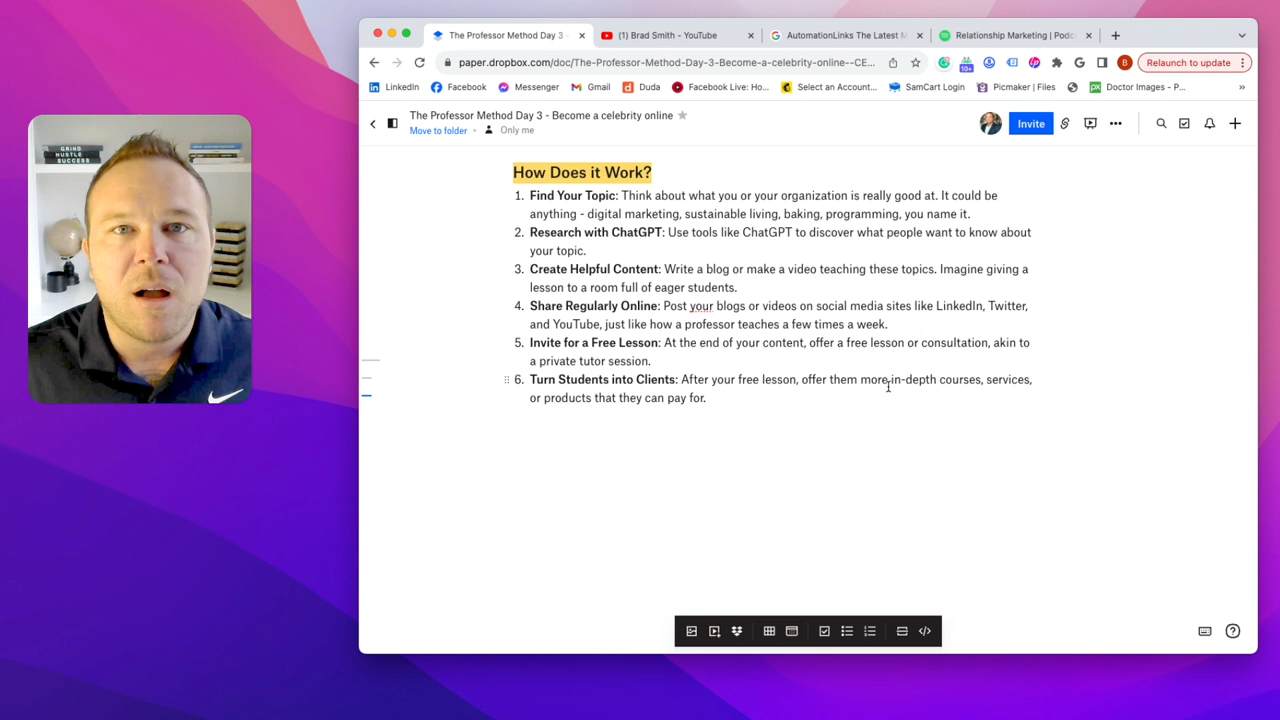 The Professor Method Day 3 -
(1) Brad Smith - YouTube
AutomationLinks The Latest M
Relationship Marketing | Podc
paper.dropbox.com/doc/The-Professor-Method-Day-3-Become-a-celebrity-online--CE...
B
Relaunch to update
LinkedIn
Facebook
Messenger
Gmail
Duda
Facebook Live: Ho...
Select an Account...
SamCart Login
Picmaker | Files
Doctor Images - P...
The Professor Method Day 3 - Become a celebrity online
Move to folder
Only me
Invite
How Does it Work?
1. Find Your Topic: Think about what you or your organization is really good at. It could be
anything - digital marketing, sustainable living, baking, programming, you name it.
2. Research with ChatGPT: Use tools like ChatGPT to discover what people want to know about
your topic.
3. Create Helpful Content: Write a blog or make a video teaching these topics. Imagine giving a
lesson to a room full of eager students.
4. Share Regularly Online: Post your blogs or videos on social media sites like LinkedIn, Twitter,
and YouTube, just like how a professor teaches a few times a week.
5. Invite for a Free Lesson: At the end of your content, offer a free lesson or consultation, akin to
a private tutor session.
6. Turn Students into Clients: After your free lesson, offer them more in-depth courses, services,
or products that they can pay for.
GRIND
HUSTLE
SUCCESS